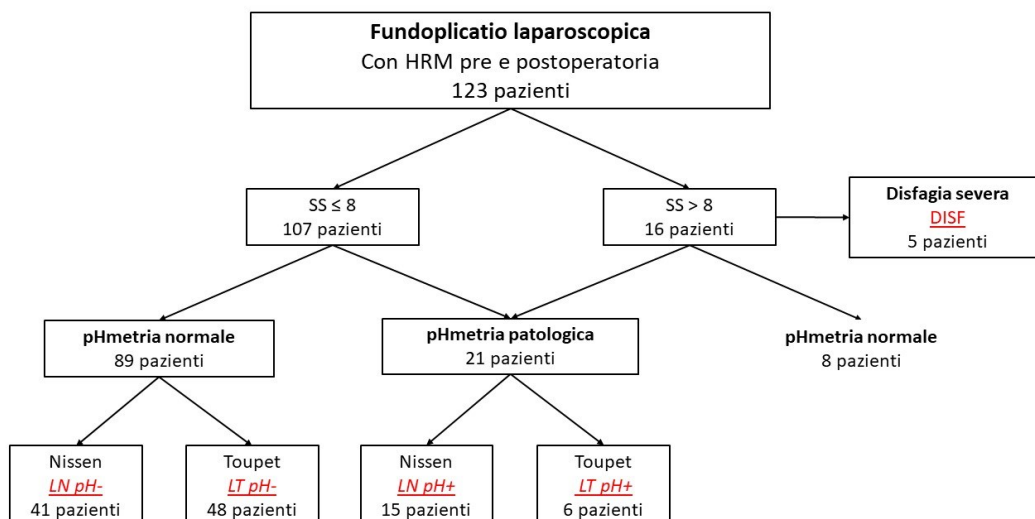 Fundoplicatio laparoscopica
Con HRM pre e postoperatoria
123 pazienti
SS ≤ 8
107 pazienti
SS > 8
16 pazienti
Disfagia severa
DISF
5 pazienti
pHmetria normale
89 pazienti
pHmetria patologica
21 pazienti
pHmetria normale
8 pazienti
Nissen
LN pH-
41 pazienti
Toupet
LT pH-
48 pazienti
Nissen
LN pH+
15 pazienti
Toupet
LT pH+
6 pazienti